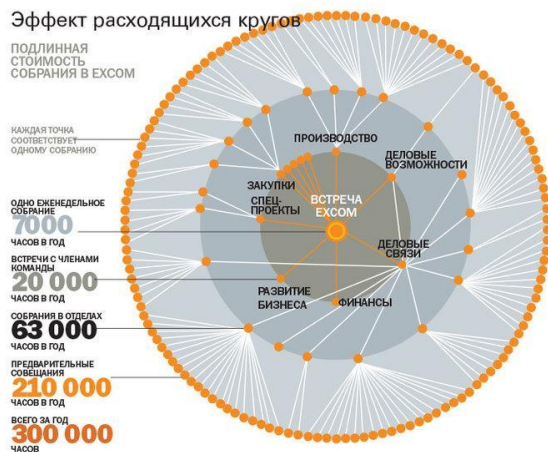 Эффект расходящихся кругов
ПОДЛИННАЯ
СТОИМОСТЬ
СОБРАНИЯ В EXCOM
КАЖДАЯ ТОЧКА
СООТВЕТСТВУЕТ
ОДНОМУ СОБРАНИЮ
ПРОИЗВОДСТВО
ДЕЛОВЫЕ
ВОЗМОЖНОСТИ
ЗАКУПКИ
СПЕЦ-
ПРОЕКТЫ
ВСТРЕЧА
EXCOM
ДЕЛОВЫЕ
СВЯЗИ
РАЗВИТИЕ
БИЗНЕСА
ФИНАНСЫ
ОДНО ЕЖЕНЕДЕЛЬНОЕ
СОБРАНИЕ
7000
ЧАСОВ В ГОД
ВСТРЕЧИ С ЧЛЕНАМИ
КОМАНДЫ
20 000
ЧАСОВ В ГОД
СОБРАНИЯ В ОТДЕЛАХ
63 000
ЧАСОВ В ГОД
ПРЕДВАРИТЕЛЬНЫЕ
СОВЕЩАНИЯ
210 000
ЧАСОВ В ГОД
ВСЕГО ЗА ГОД
300 000
ЧАСОВ